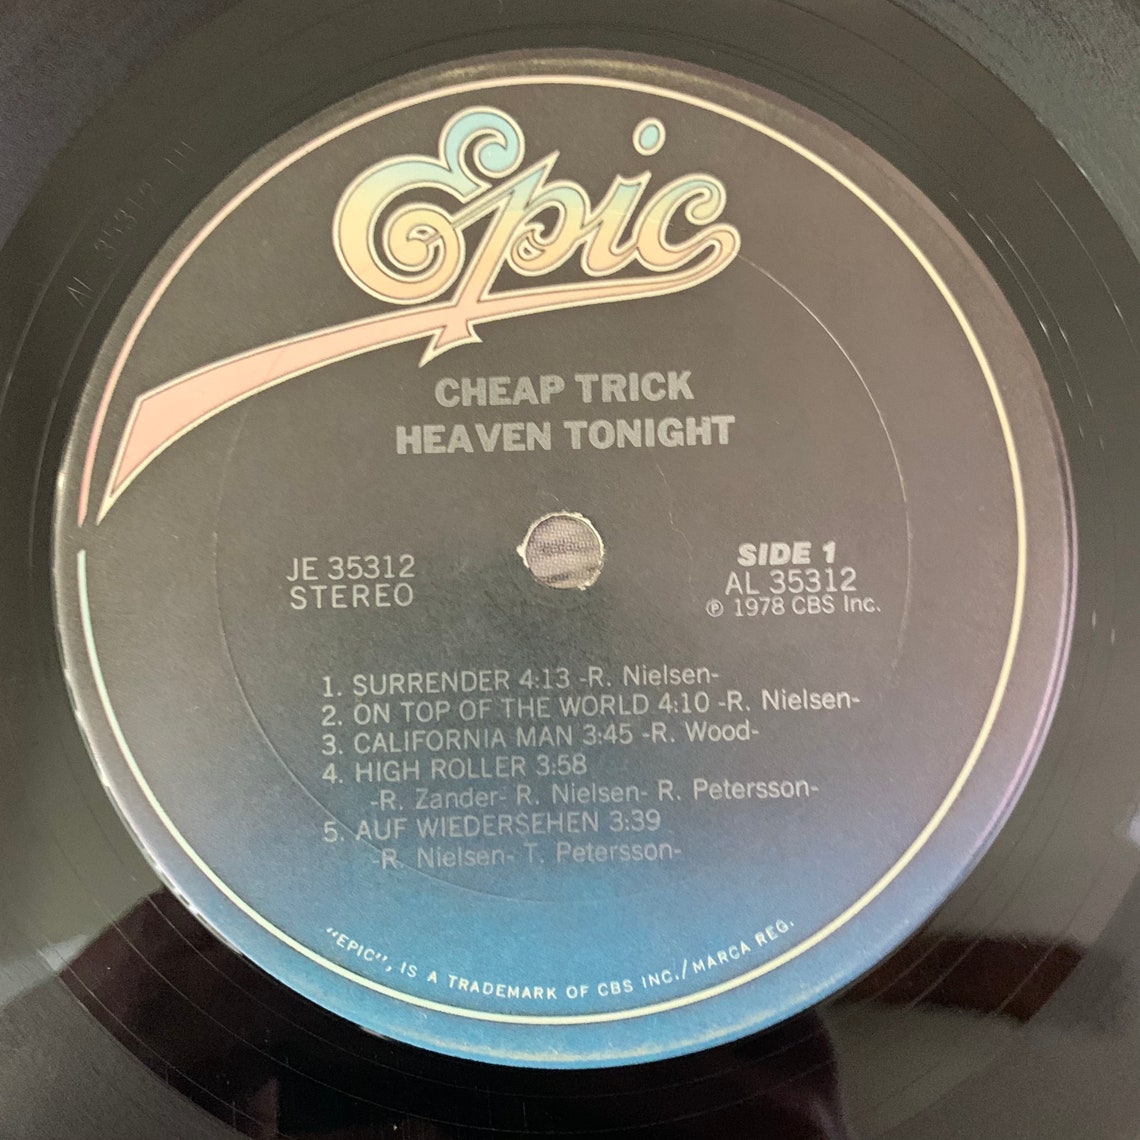 Epic
CHEAP TRICK
HEAVEN TONIGHT
JE 35312
STEREO
SIDE 1
AL 35312
℗ 1978 CBS Inc.
1. SURRENDER 4:13 -R. Nielsen-
2. ON TOP OF THE WORLD 4:10 -R. Nielsen-
3. CALIFORNIA MAN 3:45 -R. Wood-
4. HIGH ROLLER 3:58
-R. Zander- R. Nielsen- R. Petersson-
5. AUF WIEDERSEHEN 3:39
-R. Nielsen- T. Petersson-
"EPIC", IS A TRADEMARK OF CBS INC./MARCA REG.
AL 35312